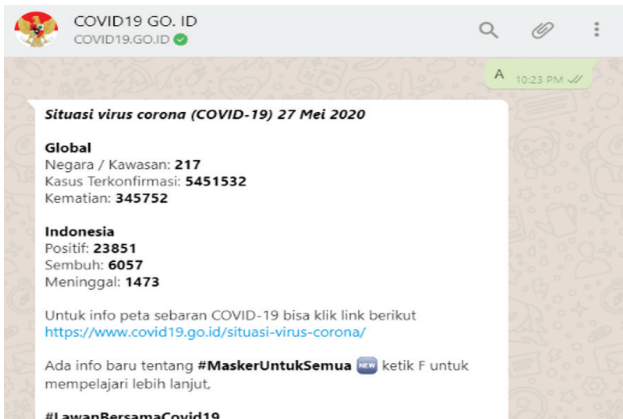 COVID19 GO. ID
COVID19.GO.ID
A 10:23 PM
Situasi virus corona (COVID-19) 27 Mei 2020
Global
Negara / Kawasan: 217
Kasus Terkonfirmasi: 5451532
Kematian: 345752
Indonesia
Positif: 23851
Sembuh: 6057
Meninggal: 1473
Untuk info peta sebaran COVID-19 bisa klik link berikut
https://www.covid19.go.id/situasi-virus-corona/
Ada info baru tentang #MaskerUntukSemua NEW ketik F untuk
mempelajari lebih lanjut,
#LawanBersamaCovid19